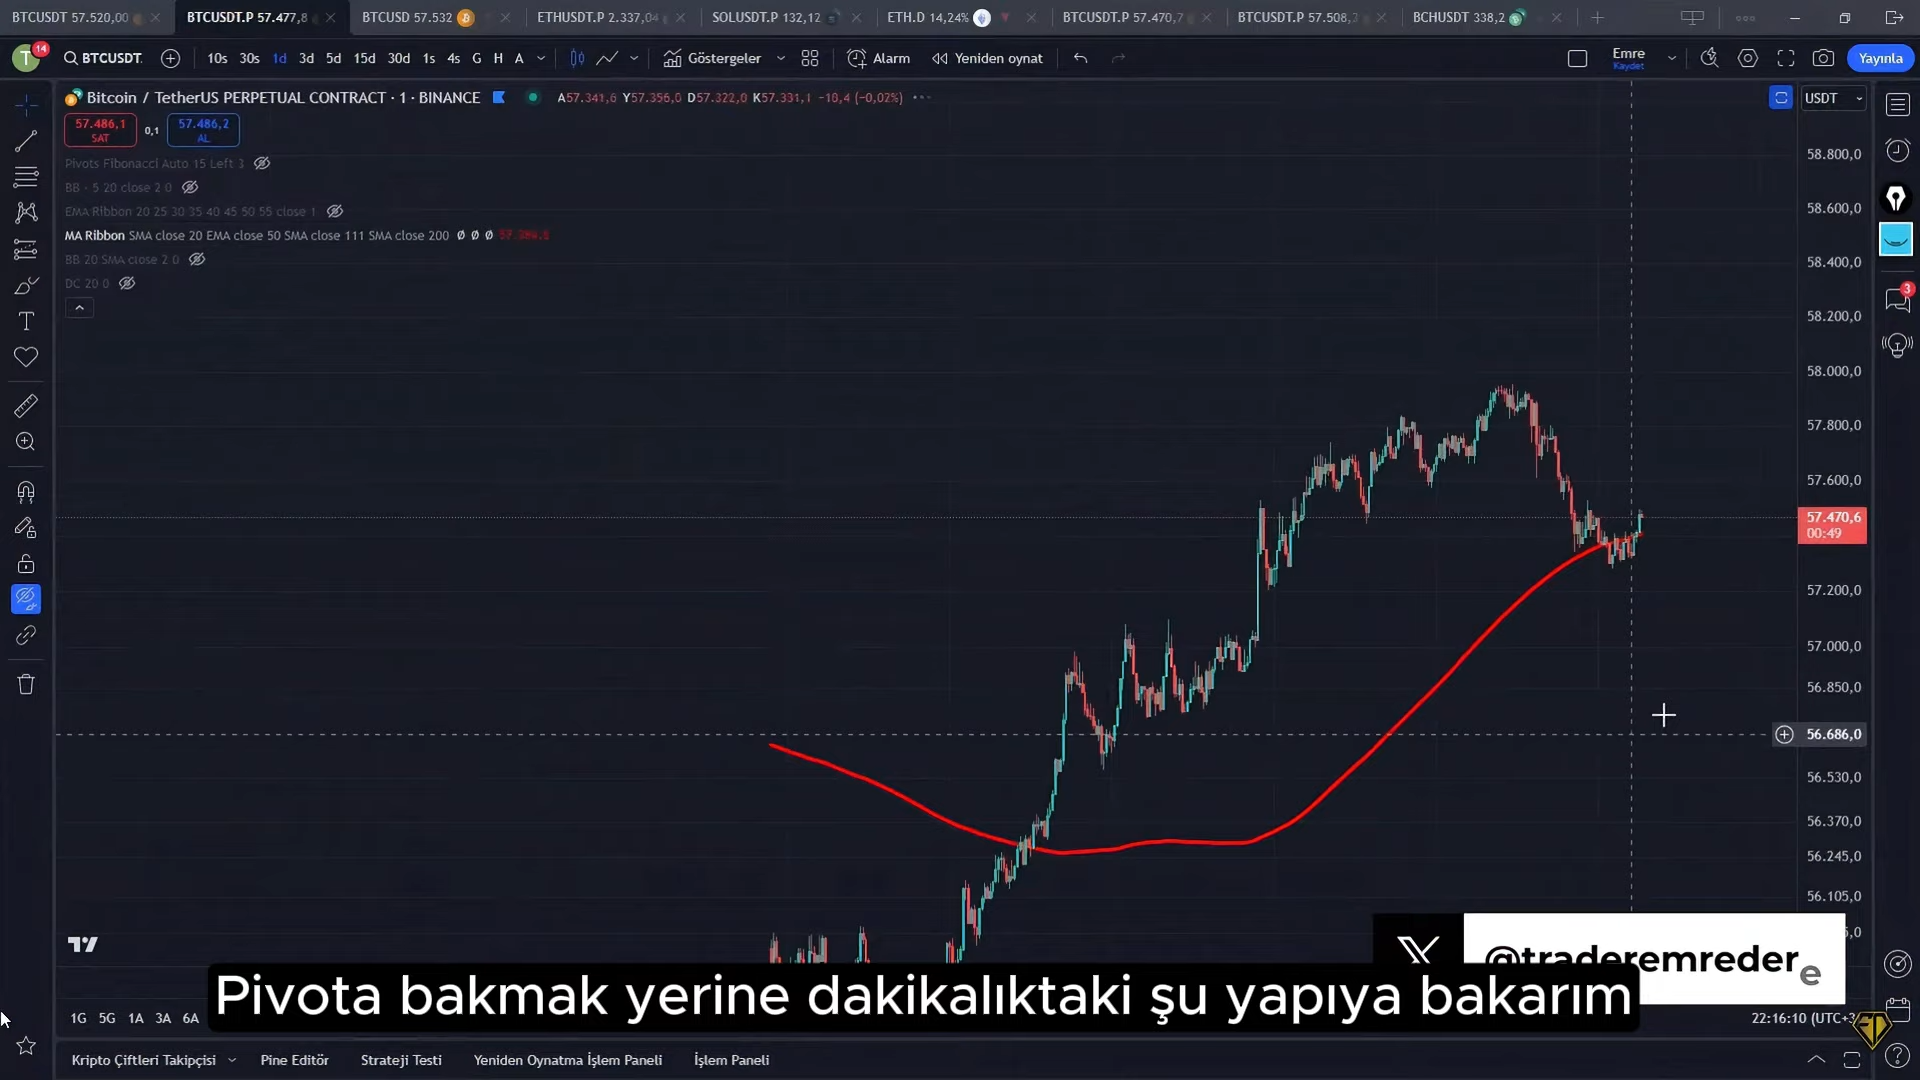 BTCUSDT 57.520,00
BTCUSDT.P 57.477,8
BTCUSD 57.532
ETHUSDT.P 2.337,04
SOLUSDT.P 132,12
ETH.D 14,24%
BTCUSDT.P 57.470,7
BTCUSDT.P 57.508,3
BCHUSDT 338,2
T 14
BTCUSDT.
10s 30s 1d 3d 5d 15d 30d 1s 4s G H A
Göstergeler
Alarm
Yeniden oynat
Emre
Kaydet
Yayınla
Bitcoin / TetherUS PERPETUAL CONTRACT · 1 · BINANCE
A57.341,6 Y57.356,0 D57.322,0 K57.331,1 −10,4 (−0,02%)
USDT
57.486,1
SAT
0,1
57.486,2
AL
Pivots Fibonacci Auto 15 Left 3
BB · 5 20 close 2 0
EMA Ribbon 20 25 30 35 40 45 50 55 close 1
MA Ribbon SMA close 20 EMA close 50 SMA close 111 SMA close 200 Ø Ø Ø
BB 20 SMA close 2 0
DC 20 0
58.800,0
58.600,0
58.400,0
58.200,0
58.000,0
57.800,0
57.600,0
57.470,6
00:49
57.200,0
57.000,0
56.850,0
56.686,0
56.530,0
56.370,0
56.245,0
56.105,0
3
@traderemredere
Pivota bakmak yerine dakikalıktaki şu yapıya bakarım
1G 5G 1A 3A 6A
22:16:10 (UTC+3
Kripto Çiftleri Takipçisi
Pine Editör
Strateji Testi
Yeniden Oynatma İşlem Paneli
İşlem Paneli